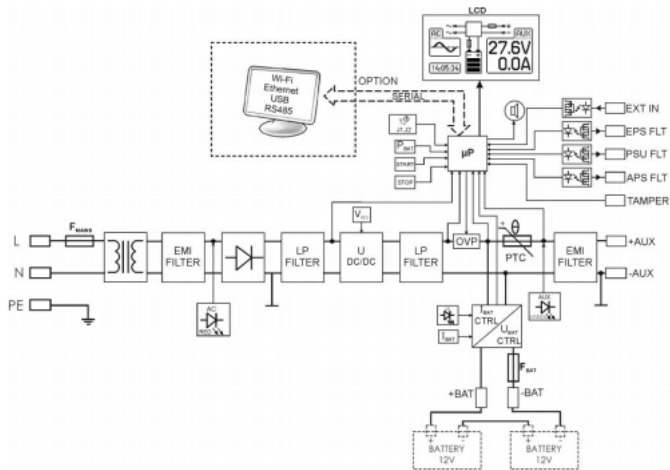 LCD
AC
AUX
27.6V
0.0A
14:05:34
Wi-Fi
Ethernet
USB
RS485
OPTION
SERIAL
J1,J2
PBAT
START
STOP
µP
EXT IN
EPS FLT
PSU FLT
APS FLT
TAMPER
L
FMAINS
N
PE
EMI
FILTER
AC
LP
FILTER
U
DC/DC
LP
FILTER
OVP
PTC
EMI
FILTER
+AUX
-AUX
AUX
IBAT
CTRL
UBAT
CTRL
IBAT
FBAT
+BAT
-BAT
+
-
+
-
BATTERY
12V
BATTERY
12V